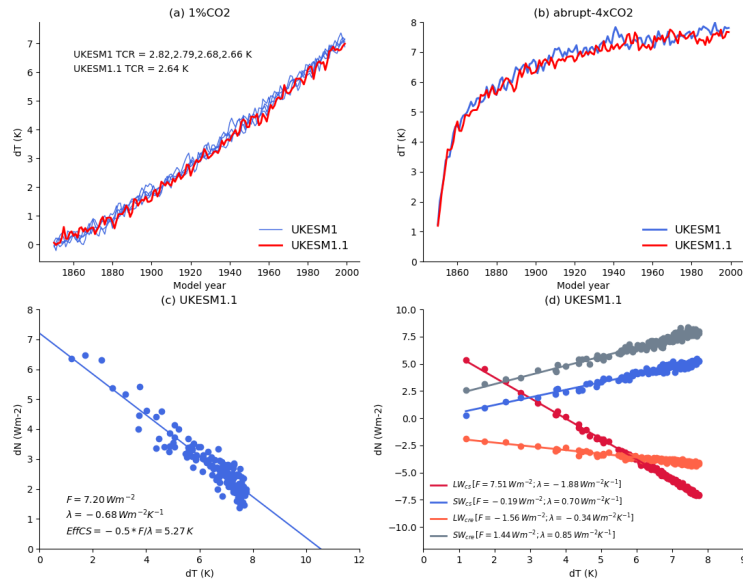 (a) 1%CO2
dT (K)
7
6
5
4
3
2
1
0
UKESM1 TCR = 2.82,2.79,2.68,2.66 K
UKESM1.1 TCR = 2.64 K
UKESM1
UKESM1.1
1860 1880 1900 1920 1940 1960 1980 2000
Model year
(b) abrupt-4xCO2
dT (K)
8
7
6
5
4
3
2
1
0
UKESM1
UKESM1.1
1860 1880 1900 1920 1940 1960 1980 2000
Model year
(c) UKESM1.1
dN (Wm-2)
8
7
6
5
4
3
2
1
0
F = 7.20 Wm⁻²
λ = −0.68 Wm⁻²K⁻¹
EffCS = −0.5 * F/λ = 5.27 K
0 2 4 6 8 10 12
dT (K)
(d) UKESM1.1
dN (Wm-2)
10.0
7.5
5.0
2.5
0.0
−2.5
−5.0
−7.5
−10.0
LW_cs [F = 7.51 Wm⁻²; λ = −1.88 Wm⁻²K⁻¹]
SW_cs [F = −0.19 Wm⁻²; λ = 0.70 Wm⁻²K⁻¹]
LW_cre [F = −1.56 Wm⁻²; λ = −0.34 Wm⁻²K⁻¹]
SW_cre [F = 1.44 Wm⁻²; λ = 0.85 Wm⁻²K⁻¹]
0 1 2 3 4 5 6 7 8 9
dT (K)